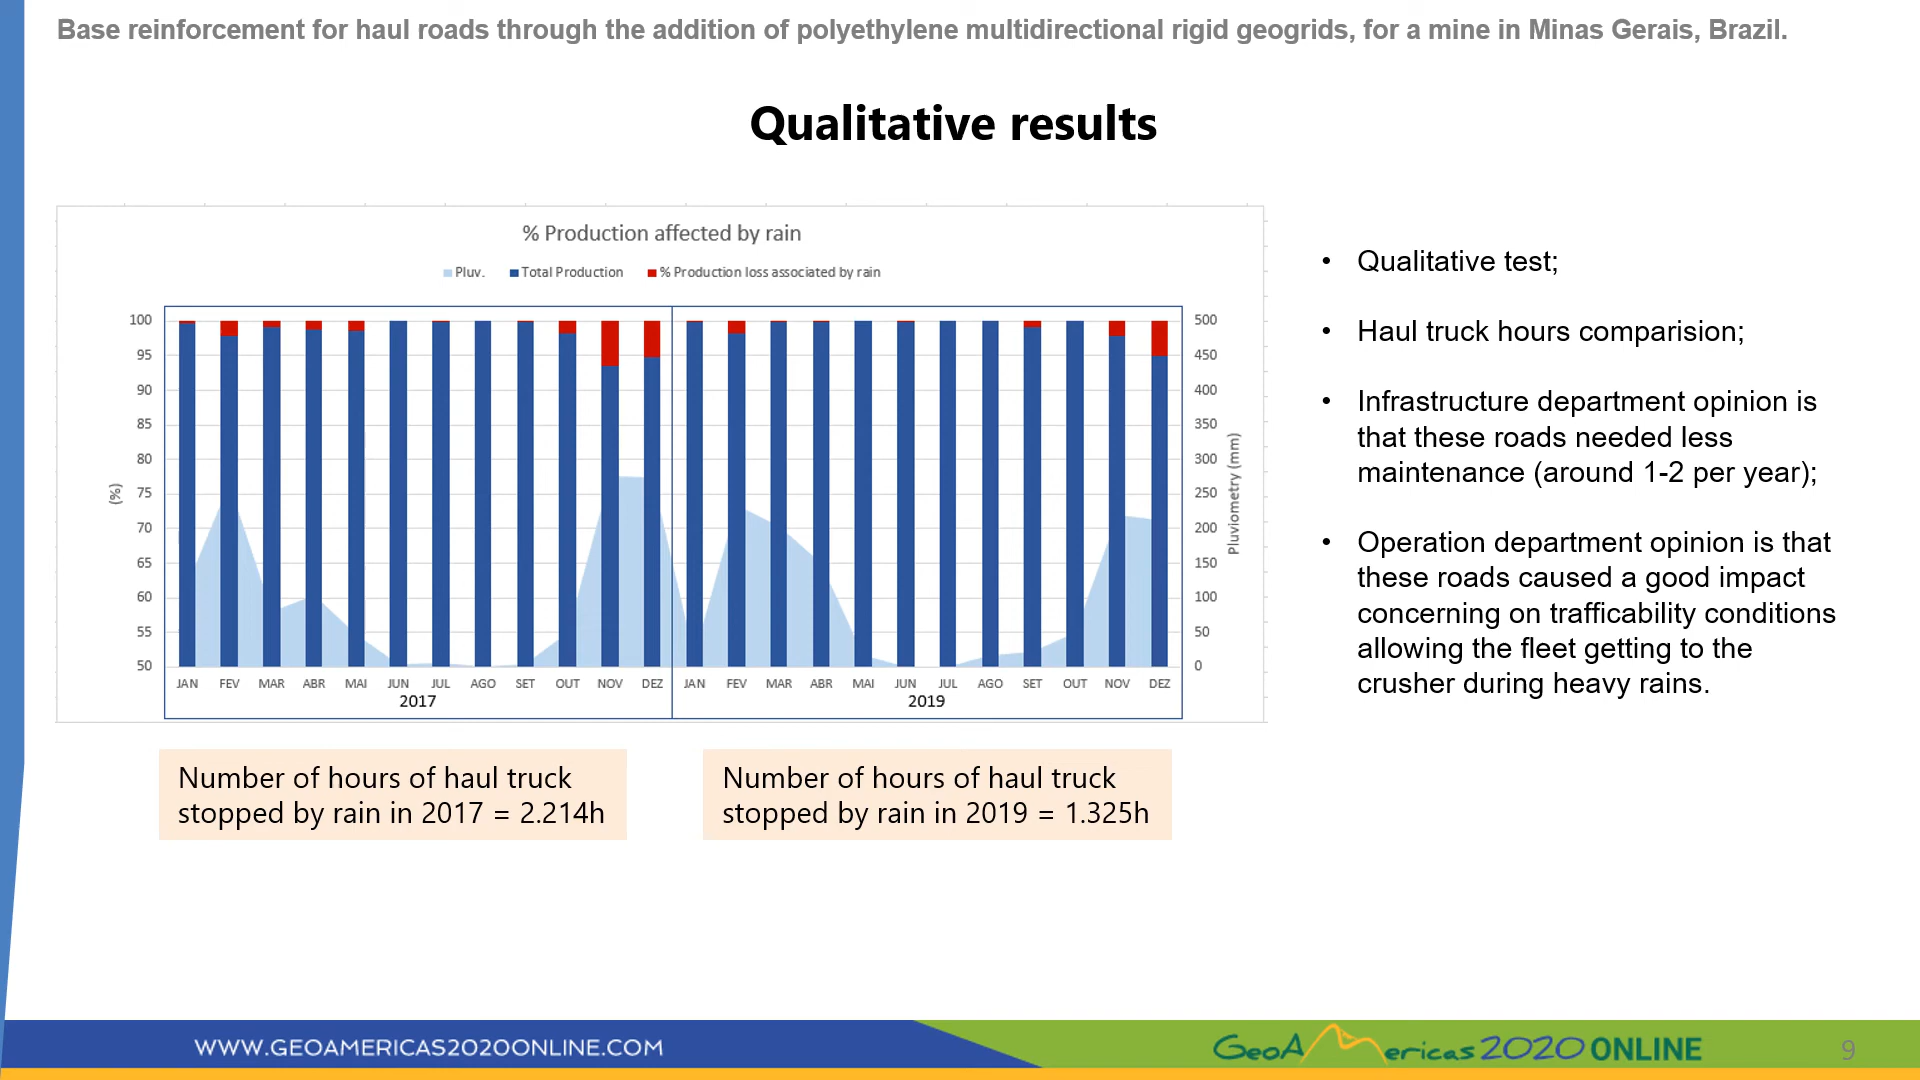 Base reinforcement for haul roads through the addition of polyethylene multidirectional rigid geogrids, for a mine in Minas Gerais, Brazil.
Qualitative results
% Production affected by rain
Pluv. Total Production % Production loss associated by rain
100
95
90
85
80
75
70
65
60
55
50
(%)
500
450
400
350
300
250
200
150
100
50
0
Pluviometry (mm)
JAN FEV MAR ABR MAI JUN JUL AGO SET OUT NOV DEZ JAN FEV MAR ABR MAI JUN JUL AGO SET OUT NOV DEZ
2017 2019
Number of hours of haul truck
stopped by rain in 2017 = 2.214h
Number of hours of haul truck
stopped by rain in 2019 = 1.325h
• Qualitative test;
• Haul truck hours comparision;
• Infrastructure department opinion is
that these roads needed less
maintenance (around 1-2 per year);
• Operation department opinion is that
these roads caused a good impact
concerning on trafficability conditions
allowing the fleet getting to the
crusher during heavy rains.
WWW.GEOAMERICAS2020ONLINE.COM
GeoAmericas 2020 ONLINE
9